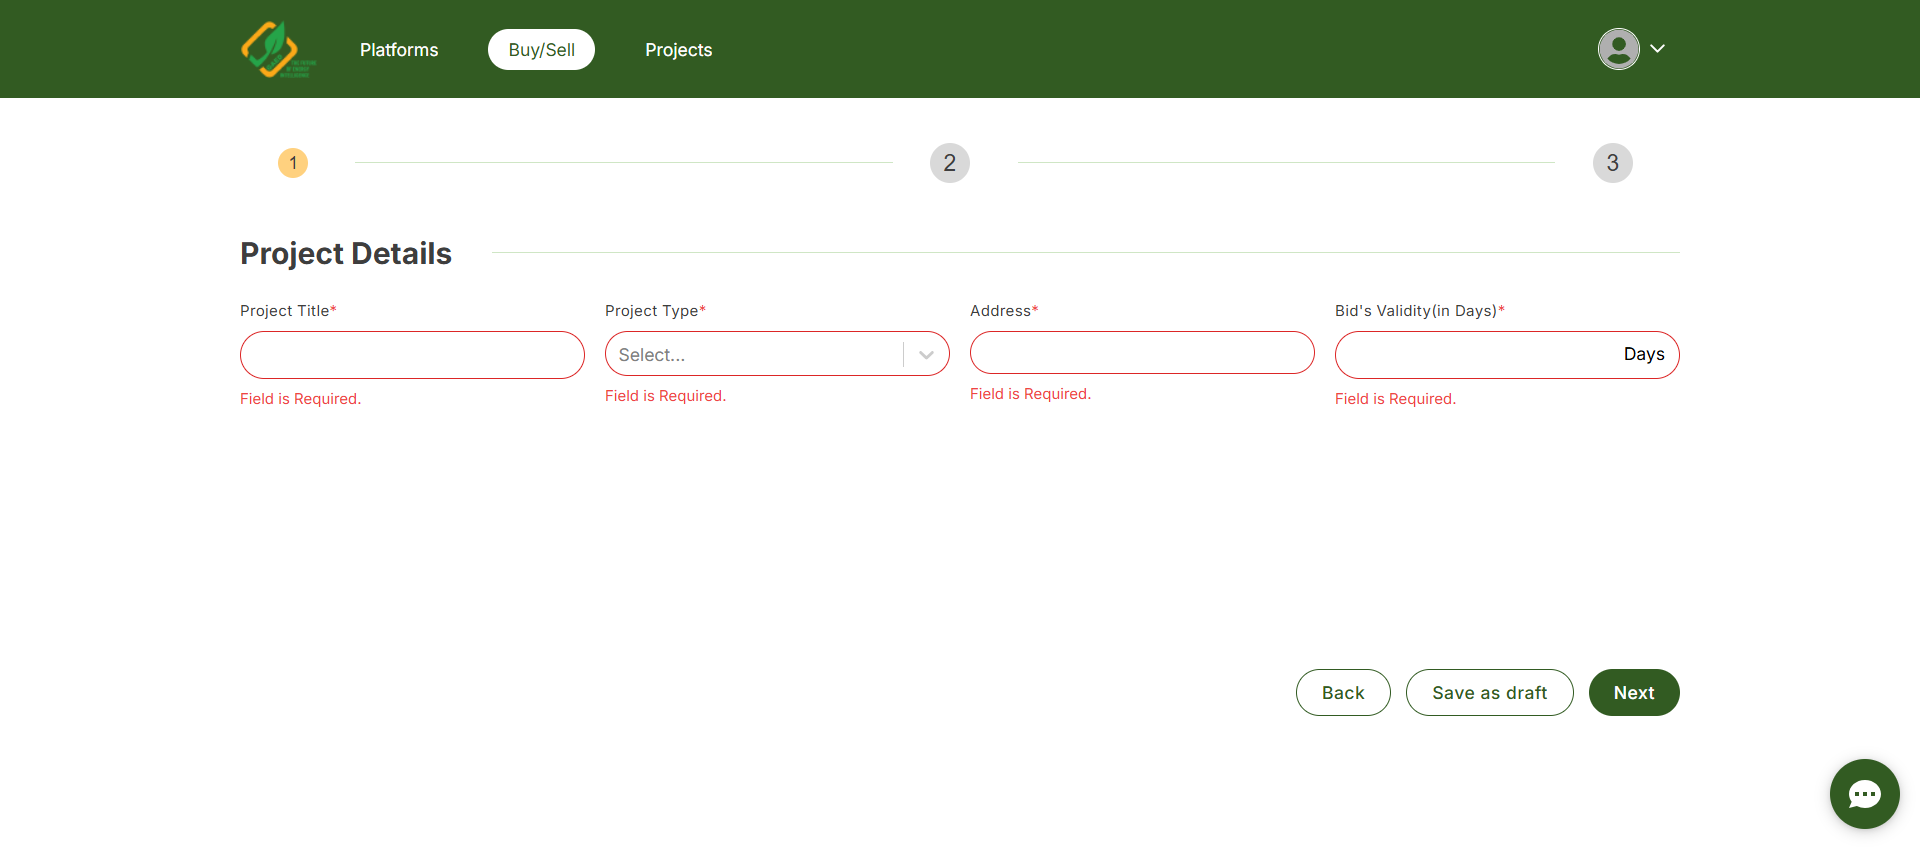 Platforms
Buy/Sell
Projects
1
2
3
Project Details
Project Title*
Project Type*
Address*
Bid's Validity(in Days)*
Select...
Days
Field is Required.
Field is Required.
Field is Required.
Field is Required.
Back
Save as draft
Next